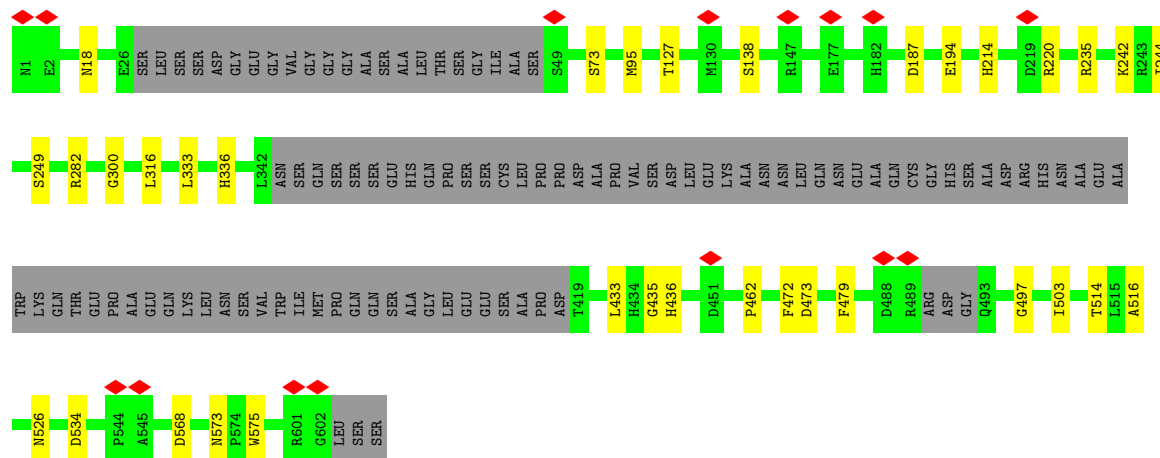 N1 E2 N18 E26 SER LEU SER SER ASP GLY GLU GLY VAL GLY GLY GLY ALA SER ALA LEU THR SER GLY ILE ALA SER S49 S73 M95 T127 M130 S138 R147 E177 H182 D187 E194 H214 D219 R220 R235 K242 R243
S249 R282 G300 L316 L333 H336 L342 ASN SER GLN SER SER SER GLU HIS GLN PRO SER SER CYS LEU PRO PRO ASP ALA PRO VAL SER ASP LEU GLU LYS ALA ASN ASN LEU GLN ASN GLU ALA GLN CYS GLY HIS SER ALA ASP ARG HIS ASN ALA GLU ALA
TRP LYS GLN THR GLU PRO ALA GLU GLN LYS LEU ASN SER VAL TRP ILE MET PRO GLN GLN SER ALA GLY LEU GLU GLU SER ALA PRO ASP T419 L433 H434 G435 H436 D451 P462 F472 D473 F479 D488 R489 ARG ASP GLY Q493 G497 I503 T514 L515 A516
N526 D534 P544 A545 D568 N573 P574 W575 R601 G602 LEU SER SER